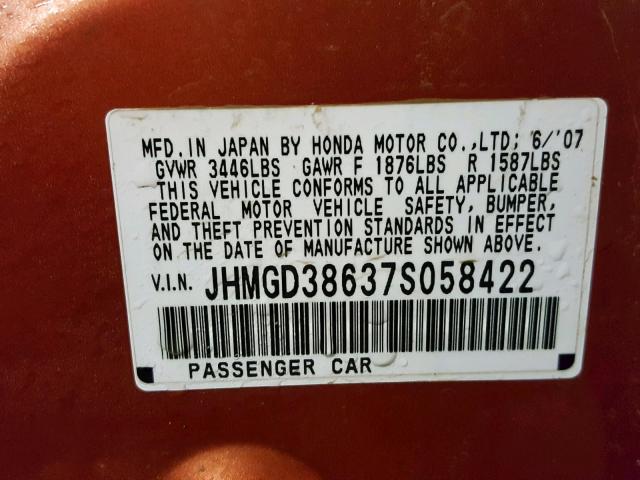 MFD. IN JAPAN BY HONDA MOTOR CO.,LTD; '6/'07
GVWR 3446LBS GAWR F 1876LBS R 1587LBS
THIS VEHICLE CONFORMS TO ALL APPLICABLE
FEDERAL MOTOR VEHICLE SAFETY, BUMPER,
AND THEFT PREVENTION STANDARDS IN EFFECT
ON THE DATE OF MANUFACTURE SHOWN ABOVE.
V.I.N. JHMGD38637S058422
PASSENGER CAR